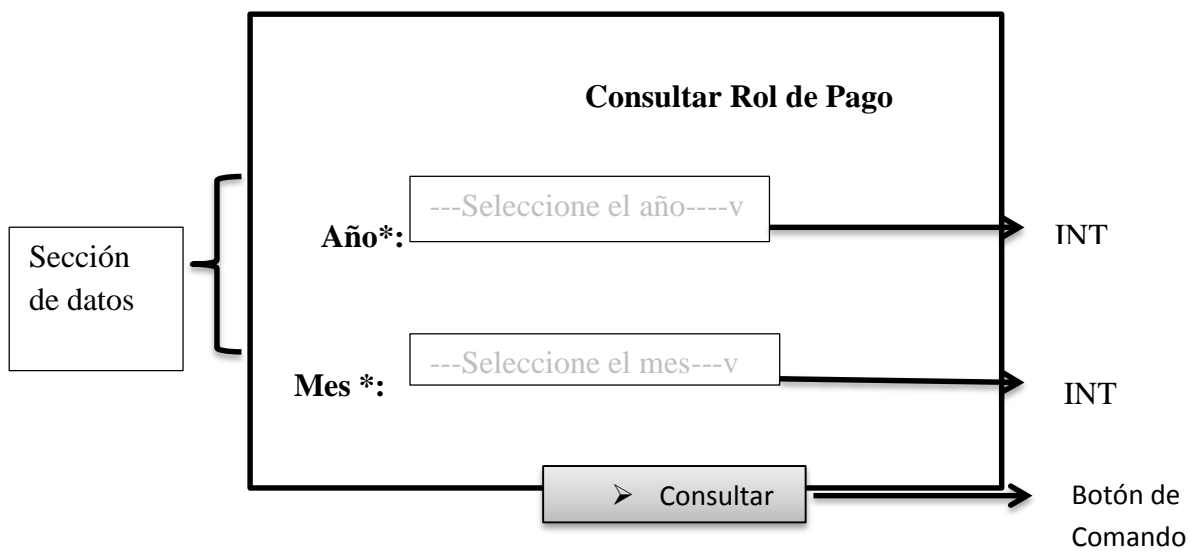 Consultar Rol de Pago
---Seleccione el año----v
Año*:
INT
Sección
de datos
---Seleccione el mes---v
Mes *:
INT
➢ Consultar
Botón de
Comando